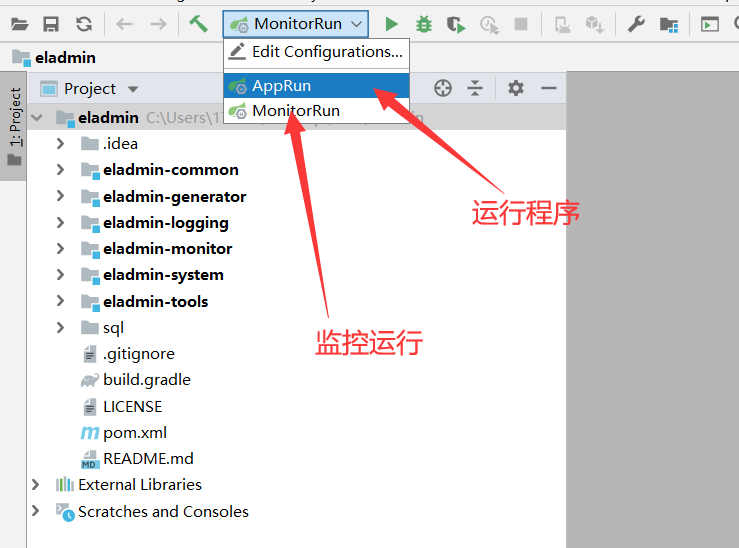 MonitorRun
Edit Configurations...
eladmin
AppRun
MonitorRun
1: Project
Project
eladmin C:\Users\1
.idea
eladmin-common
eladmin-generator
eladmin-logging
eladmin-monitor
eladmin-system
eladmin-tools
sql
.gitignore
build.gradle
LICENSE
pom.xml
README.md
External Libraries
Scratches and Consoles
运行程序
监控运行